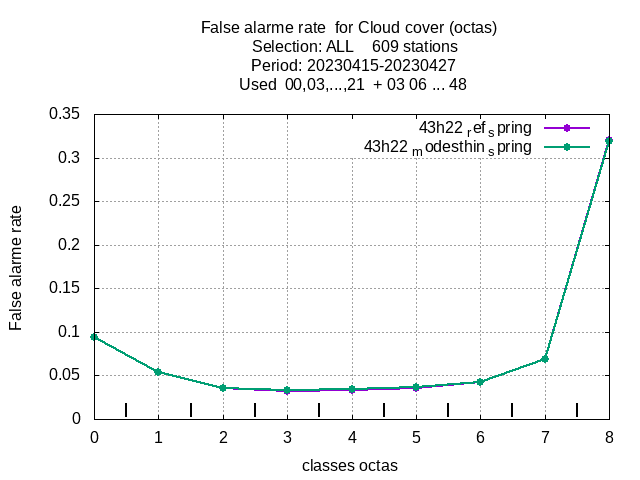 False alarme rate  for Cloud cover (octas)
Selection: ALL    609 stations
Period: 20230415-20230427
Used  00,03,...,21  + 03 06 ... 48
43h22 ref spring
43h22 modesthin spring
0.35
0.3
0.25
0.2
0.15
0.1
0.05
0
False alarme rate
0 1 2 3 4 5 6 7 8
classes octas